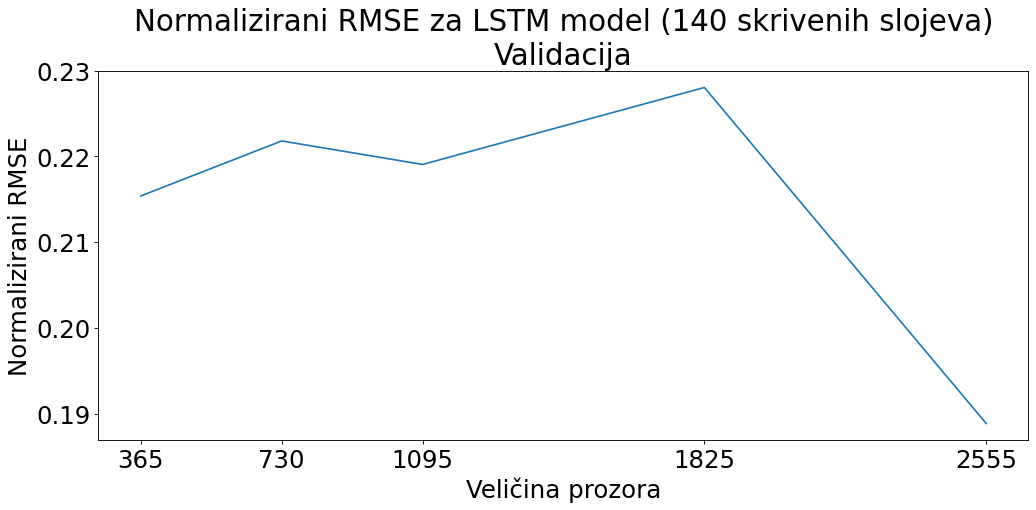 Normalizirani RMSE za LSTM model (140 skrivenih slojeva)
Validacija
Normalizirani RMSE
0.23
0.22
0.21
0.20
0.19
365 730 1095 1825 2555
Veličina prozora